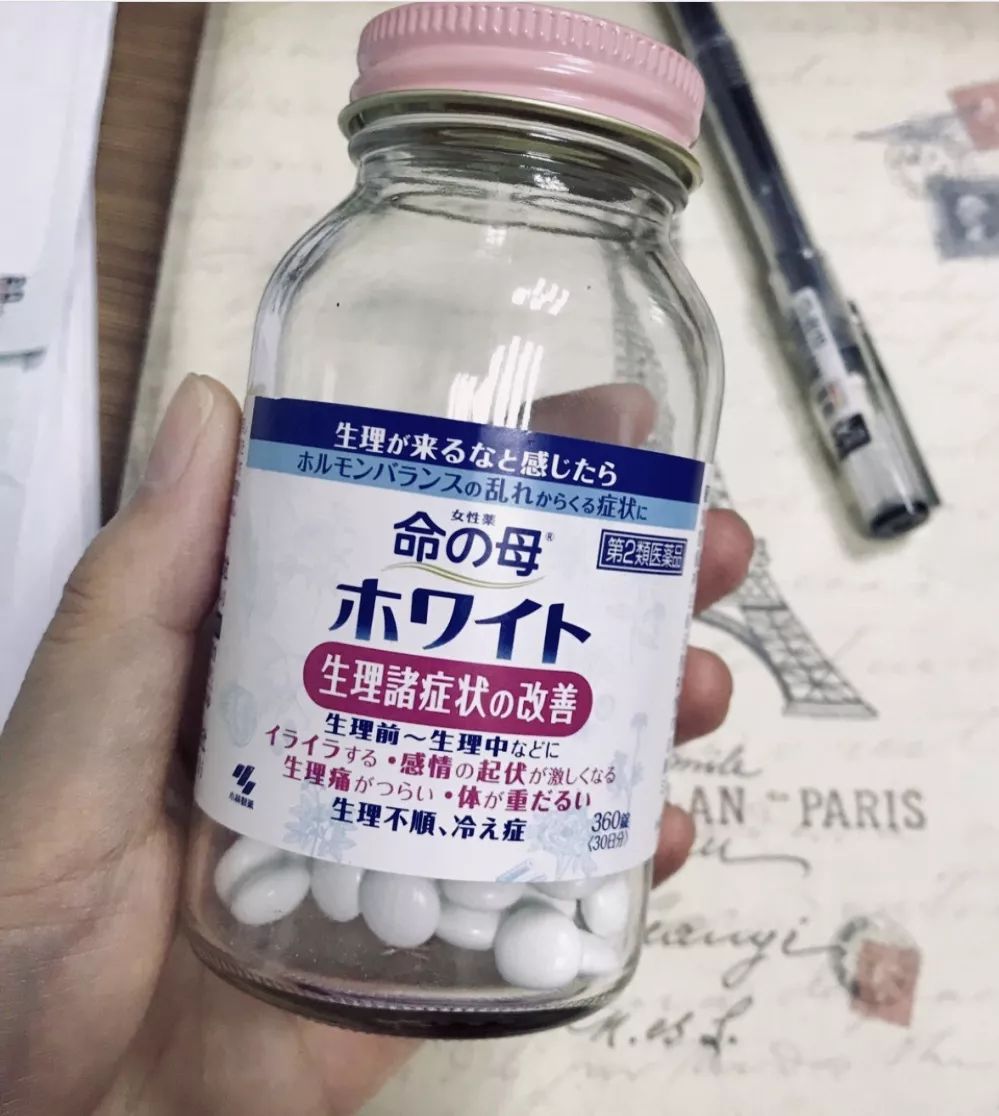 生理が来るなと感じたら
ホルモンバランスの乱れからくる症状に
女性薬
命の母®
第2類医薬品
ホワイト
生理諸症状の改善
生理前〜生理中などに
イライラする・感情の起伏が激しくなる
生理痛がつらい・体が重だるい
生理不順、冷え症
360錠
〈30日分〉
小林製薬
AN - PARIS